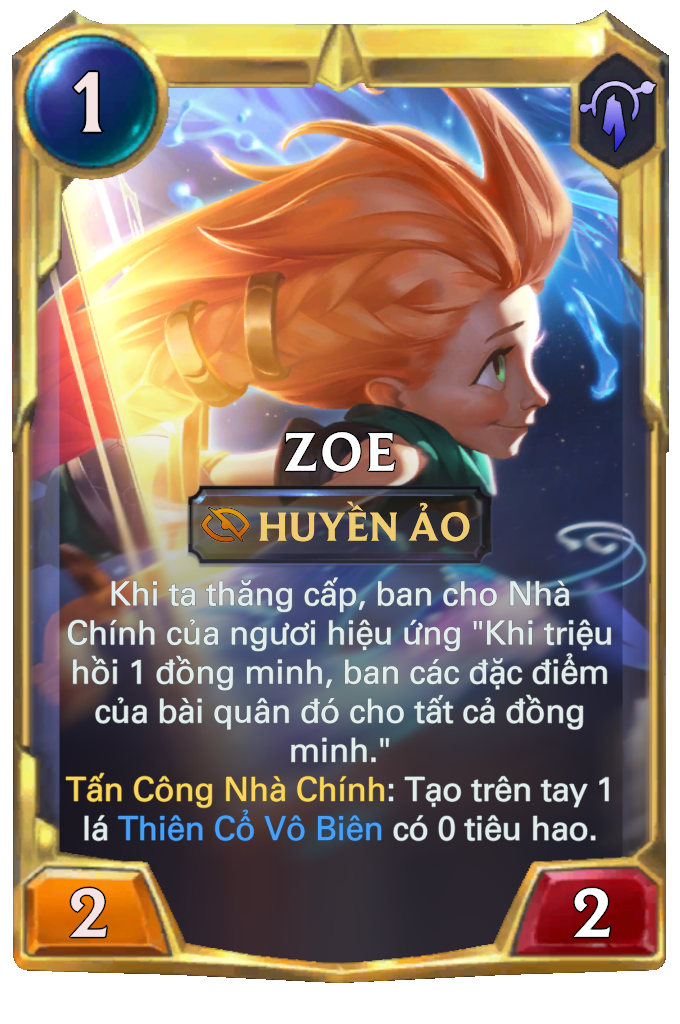 1
ZOE
HUYỀN ẢO
Khi ta thăng cấp, ban cho Nhà
Chính của ngươi hiệu ứng "Khi triệu
hồi 1 đồng minh, ban các đặc điểm
của bài quân đó cho tất cả đồng
minh."
Tấn Công Nhà Chính: Tạo trên tay 1
lá Thiên Cổ Vô Biên có 0 tiêu hao.
2
2